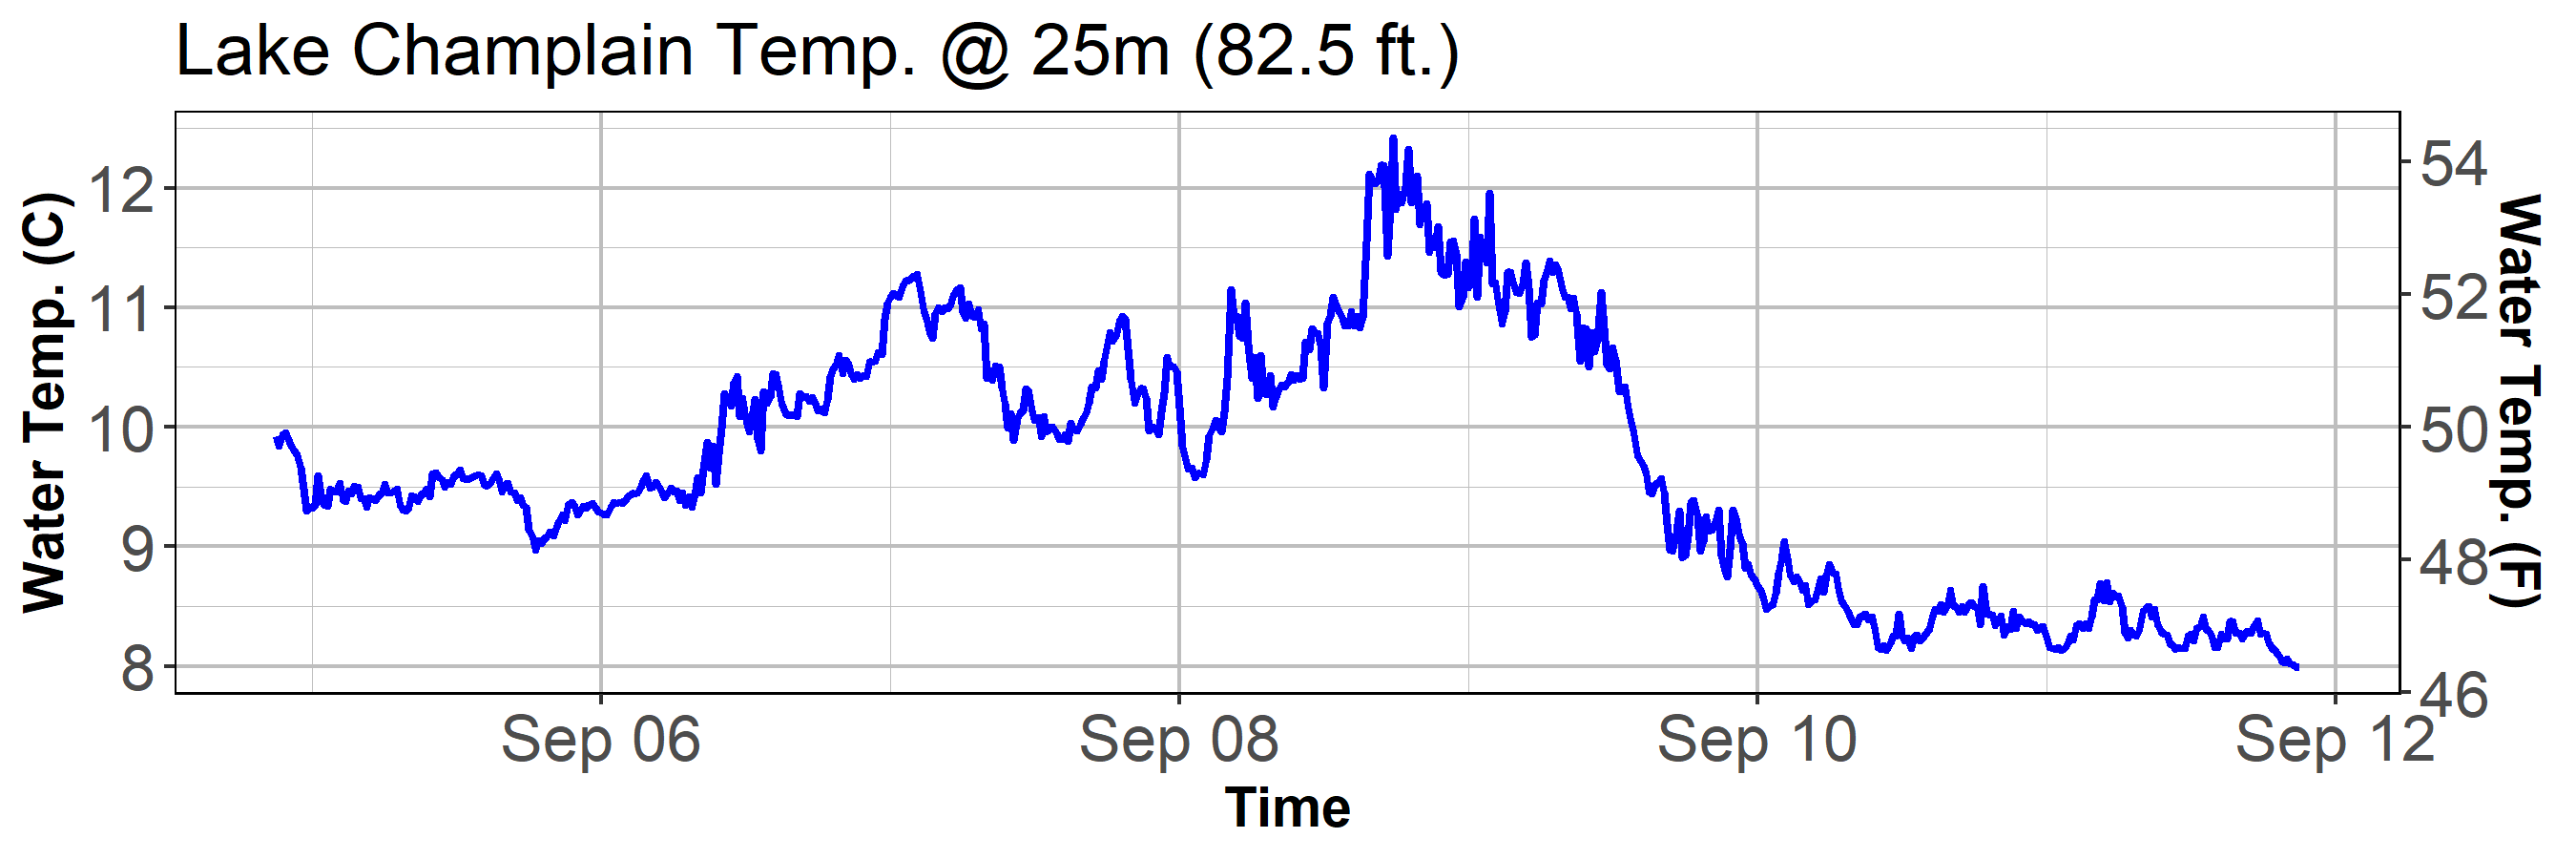 Lake Champlain Temp. @ 25m (82.5 ft.)
Water Temp. (C)
12
11
10
9
8
54
52
50
48
46
Water Temp. (F)
Sep 06 Sep 08 Sep 10 Sep 12
Time